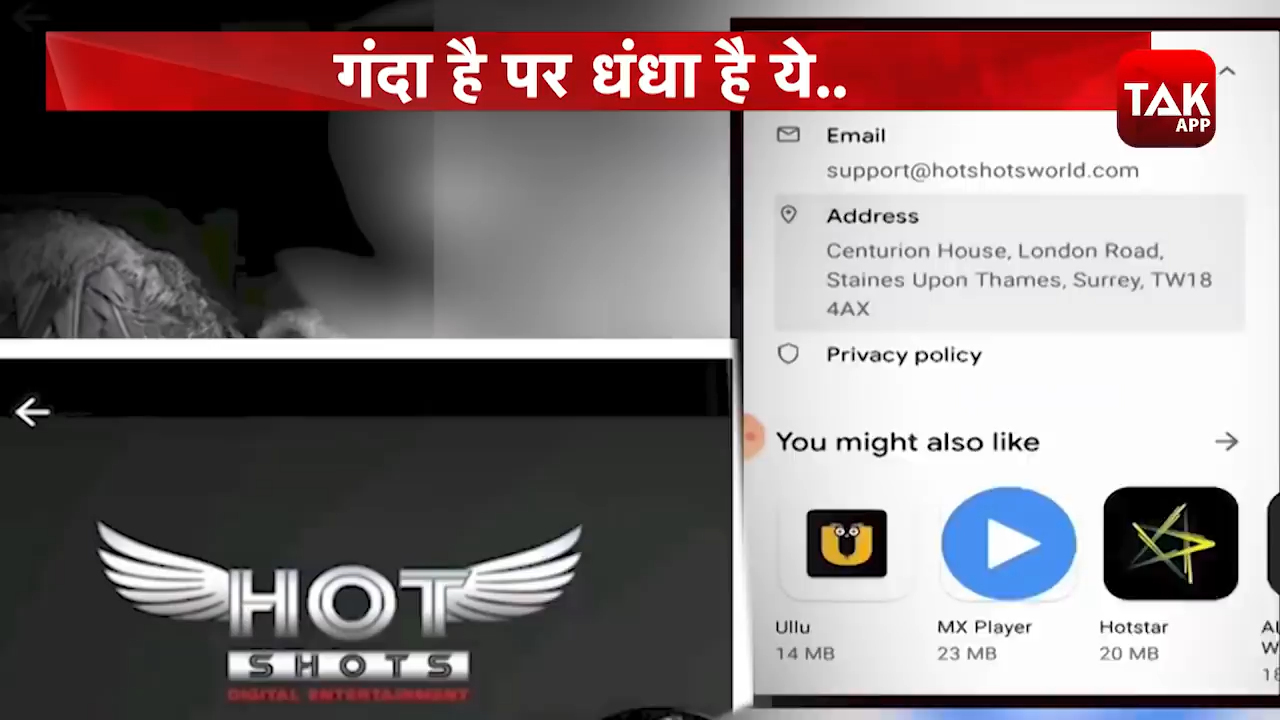 गंदा है पर धंधा है ये..
TAK
APP
Email
support@hotshotsworld.com
Address
Centurion House, London Road,
Staines Upon Thames, Surrey, TW18
4AX
Privacy policy
You might also like
Ullu
14 MB
MX Player
23 MB
Hotstar
20 MB
HOT
SHOTS
DIGITAL ENTERTAINMENT